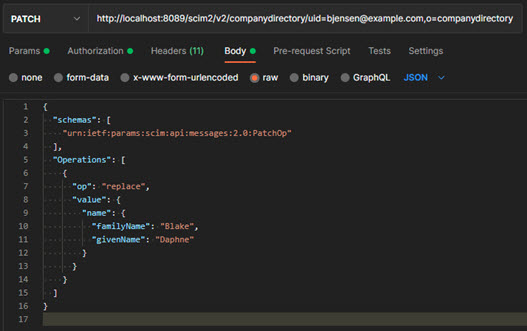 PATCH http://localhost:8089/scim2/v2/companydirectory/uid=bjensen@example.com,o=companydirectory
Params Authorization Headers (11) Body Pre-request Script Tests Settings
none form-data x-www-form-urlencoded raw binary GraphQL JSON
1 {
2 "schemas": [
3 "urn:ietf:params:scim:api:messages:2.0:PatchOp"
4 ],
5 "Operations": [
6 {
7 "op": "replace",
8 "value": {
9 "name": {
10 "familyName": "Blake",
11 "givenName": "Daphne"
12 }
13 }
14 }
15 ]
16 }
17